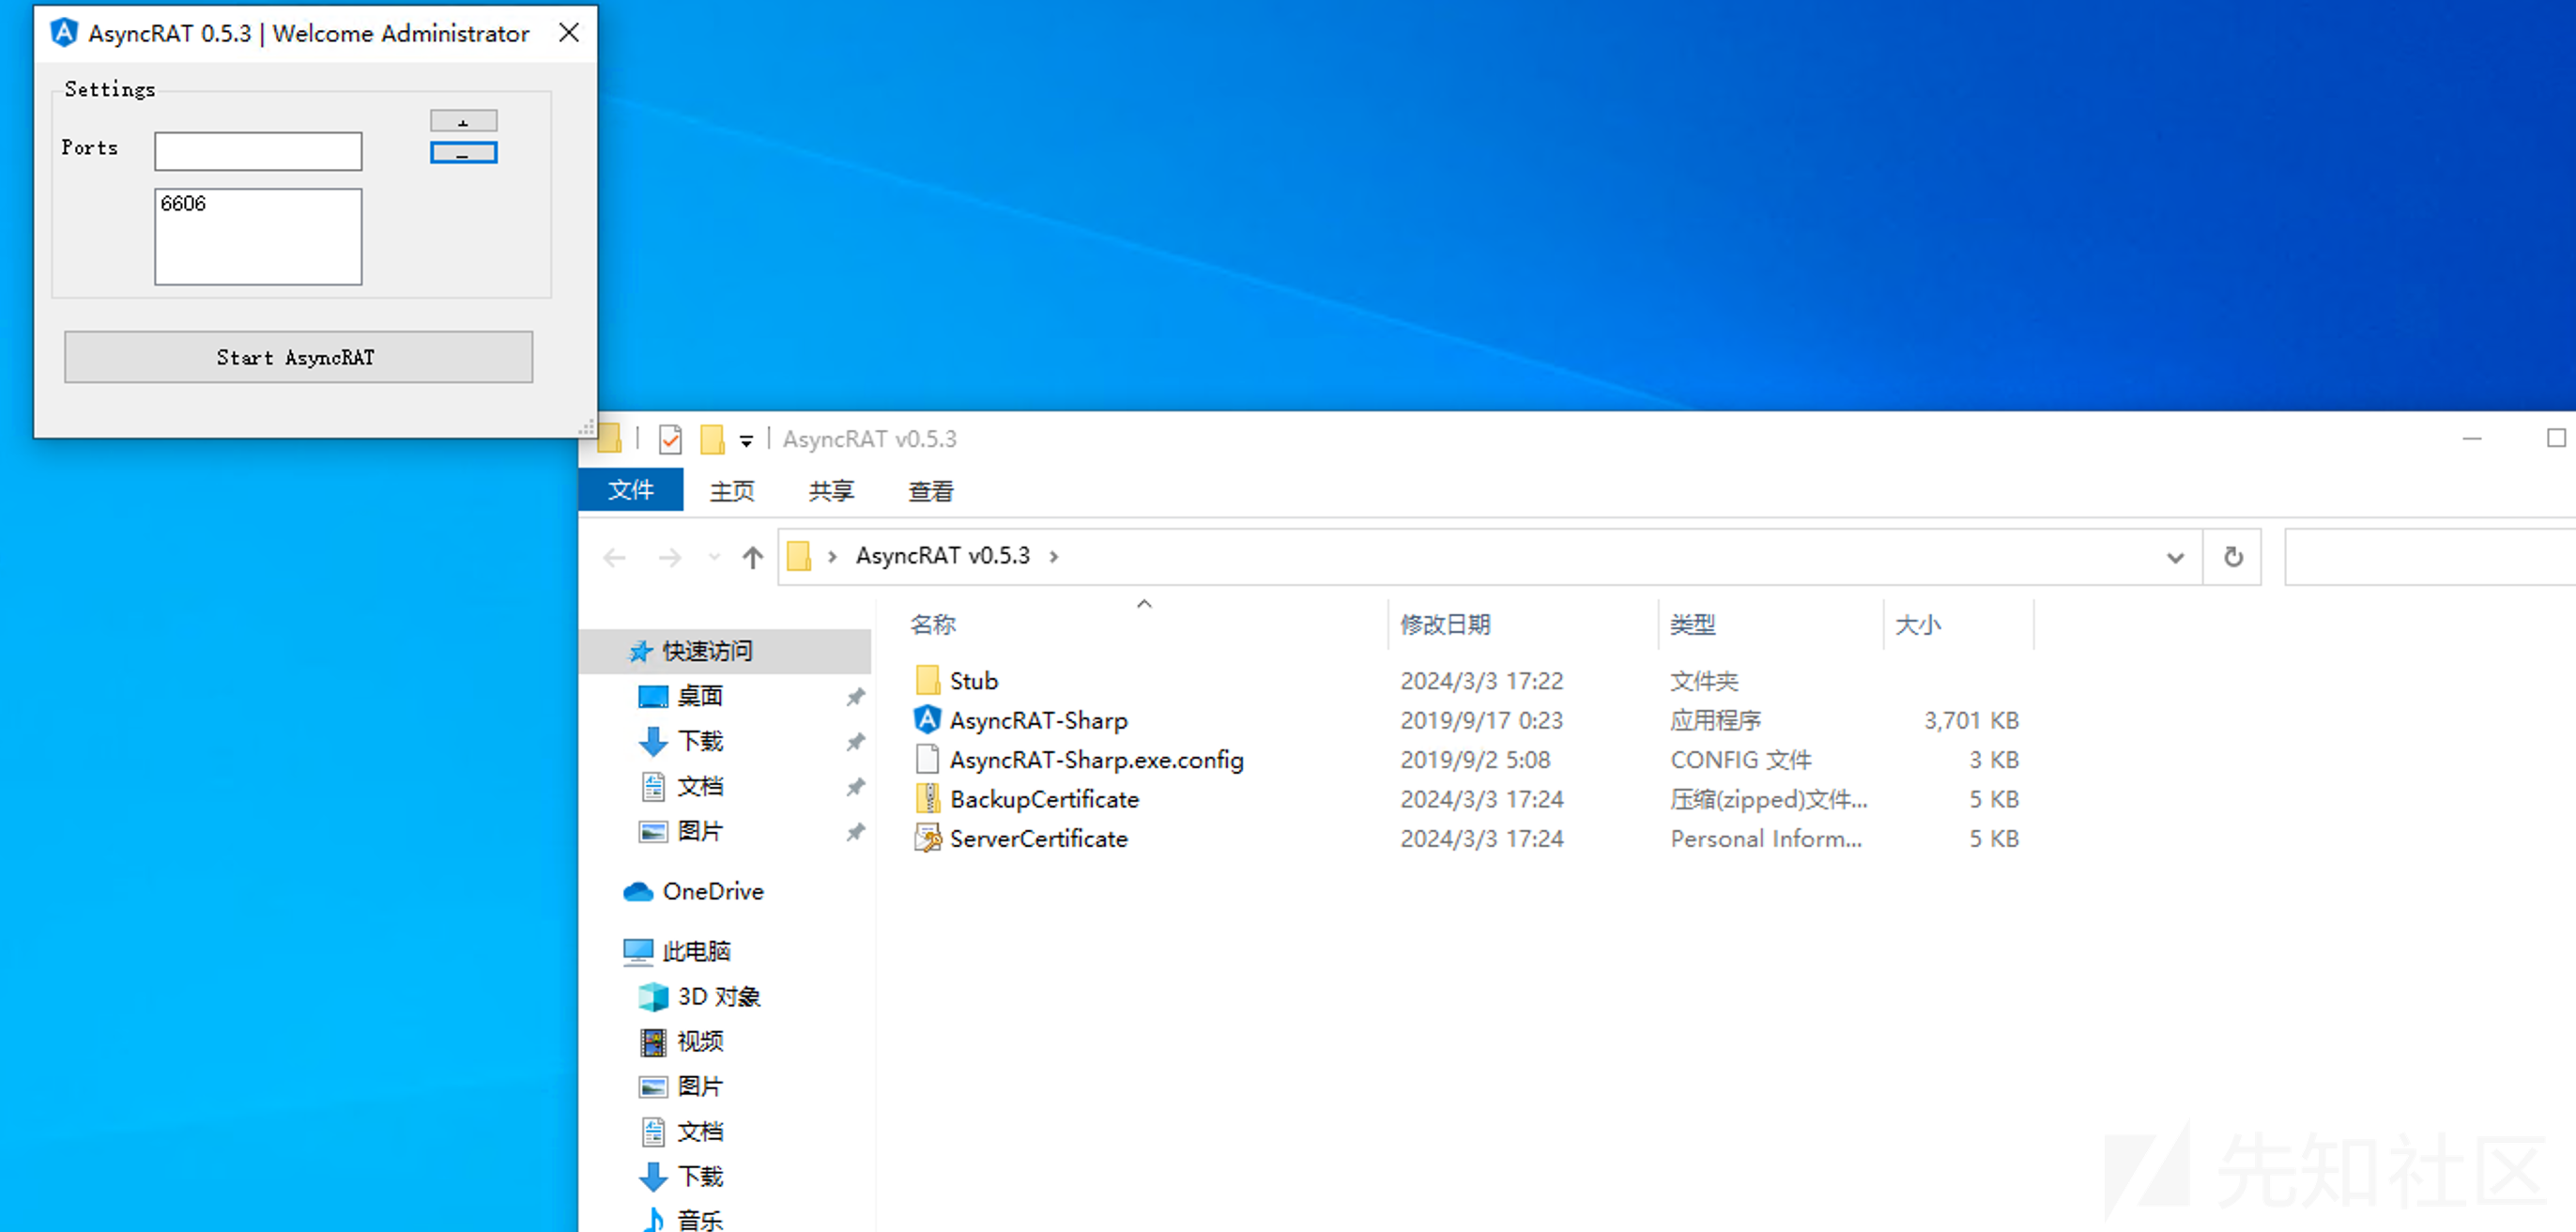 AsyncRAT 0.5.3 | Welcome Administrator
Settings
Ports
6606
Start AsyncRAT
AsyncRAT v0.5.3
文件 主页 共享 查看
AsyncRAT v0.5.3
名称 修改日期 类型 大小
快速访问
桌面
下载
文档
图片
OneDrive
此电脑
3D 对象
视频
图片
文档
下载
音乐
Stub 2024/3/3 17:22 文件夹
AsyncRAT-Sharp 2019/9/17 0:23 应用程序 3,701 KB
AsyncRAT-Sharp.exe.config 2019/9/2 5:08 CONFIG 文件 3 KB
BackupCertificate 2024/3/3 17:24 压缩(zipped)文件... 5 KB
ServerCertificate 2024/3/3 17:24 Personal Inform... 5 KB
先知社区